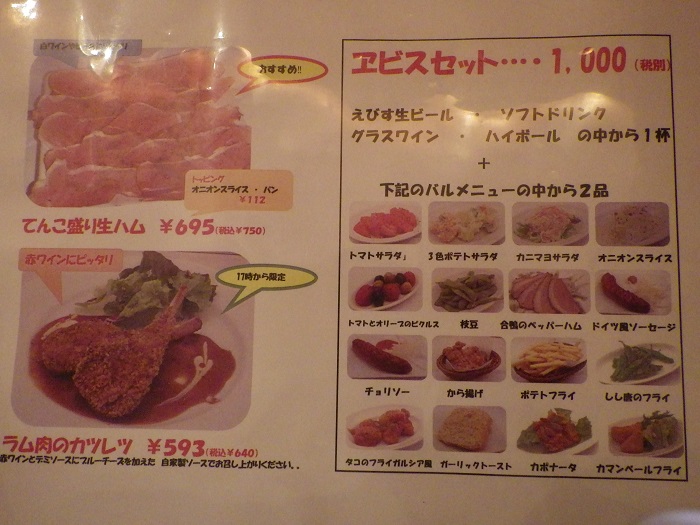 おすすめ!!
トッピング
オニオンスライス ・ パン
￥112
てんこ盛り生ハム ￥695(税込￥750)
赤ワインにピッタリ
17時から限定
ラム肉のカツレツ ￥593(税込￥640)
赤ワインとデミソースにブルーチーズを加えた 自家製ソースでお召し上がりください。.
ヱビスセット・・・・ 1,000(税別)
えびす生ビール ・ ソフトドリンク
グラスワイン ・ ハイボール の中から1杯
+
下記のバルメニューの中から2品
トマトサラダ」 3色ポテトサラダ カニマヨサラダ オニオンスライス
トマトとオリーブのピクルス 枝豆 合鴨のペッパーハム ドイツ風ソーセージ
チョリソー から揚げ ポテトフライ しし唐のフライ
タコのフライガルシア風 ガーリックトースト カポナータ カマンベールフライ